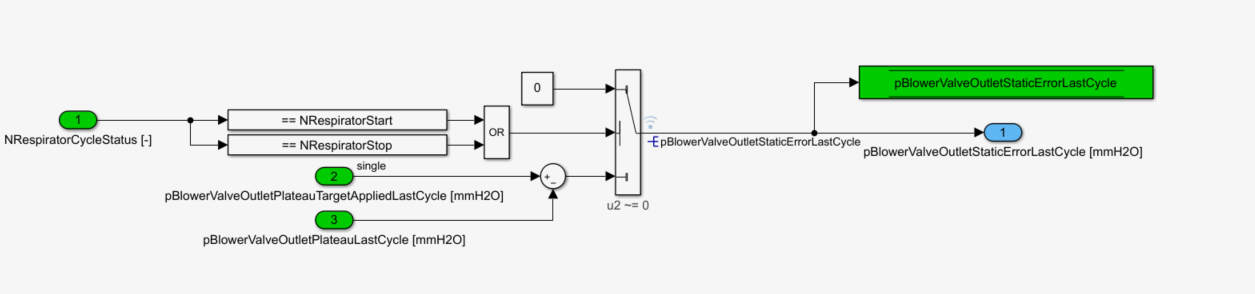 pBlowerValveOutletStaticErrorLastCycle
0
1
NRespiratorCycleStatus [-]
== NRespiratorStart
== NRespiratorStop
OR
pBlowerValveOutletStaticErrorLastCycle
1
pBlowerValveOutletStaticErrorLastCycle [mmH2O]
2
single
pBlowerValveOutletPlateauTargetAppliedLastCycle [mmH2O]
+
−
u2 ~= 0
3
pBlowerValveOutletPlateauLastCycle [mmH2O]